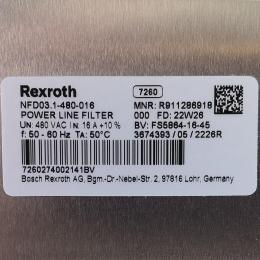 Rexroth 7260
NFD03.1-480-016 MNR: R911286918
POWER LINE FILTER 000 FD: 22W26
UN: 480 VAC IN: 16 A +10 % BV: FS5864-16-45
f: 50 - 60 Hz TA: 50°C 3674393 / 05 / 2226R
7260274002141BV
Bosch Rexroth AG, Bgm.-Dr-Nebel-Str. 2, 97816 Lohr, Germany